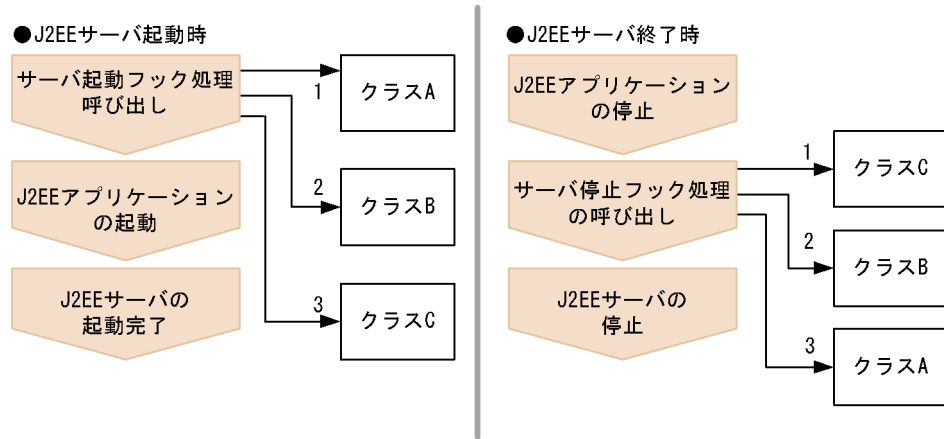 ●J2EEサーバ起動時
サーバ起動フック処理
呼び出し
1
クラスA
2
クラスB
J2EEアプリケーション
の起動
3
クラスC
J2EEサーバの
起動完了
●J2EEサーバ終了時
J2EEアプリケーション
の停止
サーバ停止フック処理
の呼び出し
1
クラスC
2
クラスB
J2EEサーバの
停止
3
クラスA